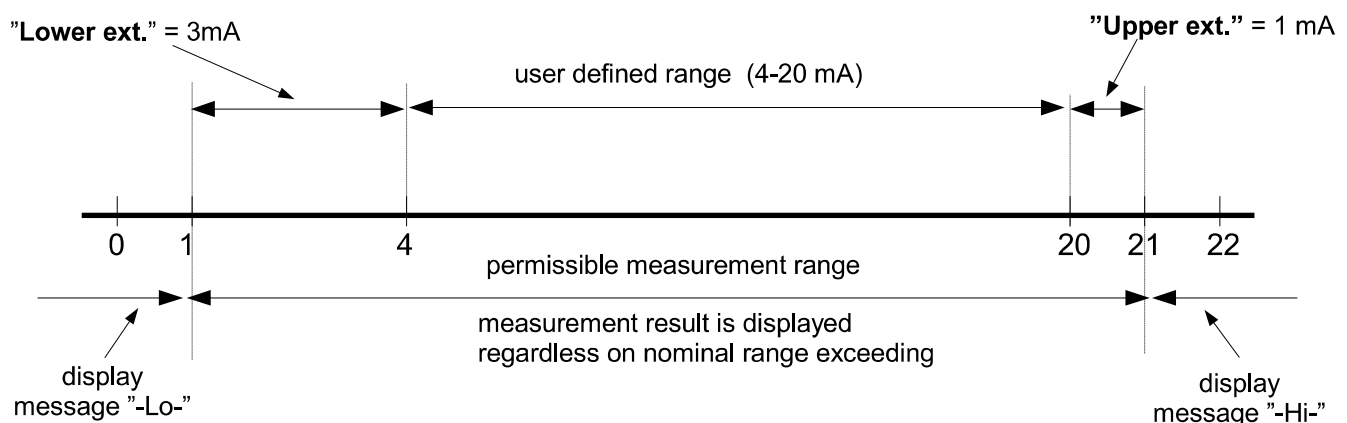 ”Lower ext.” = 3mA
”Upper ext.” = 1 mA
user defined range (4-20 mA)
0 1 4 20 21 22
permissible measurement range
measurement result is displayed
regardless on nominal range exceeding
display
message ”-Lo-”
display
message ”-Hi-”